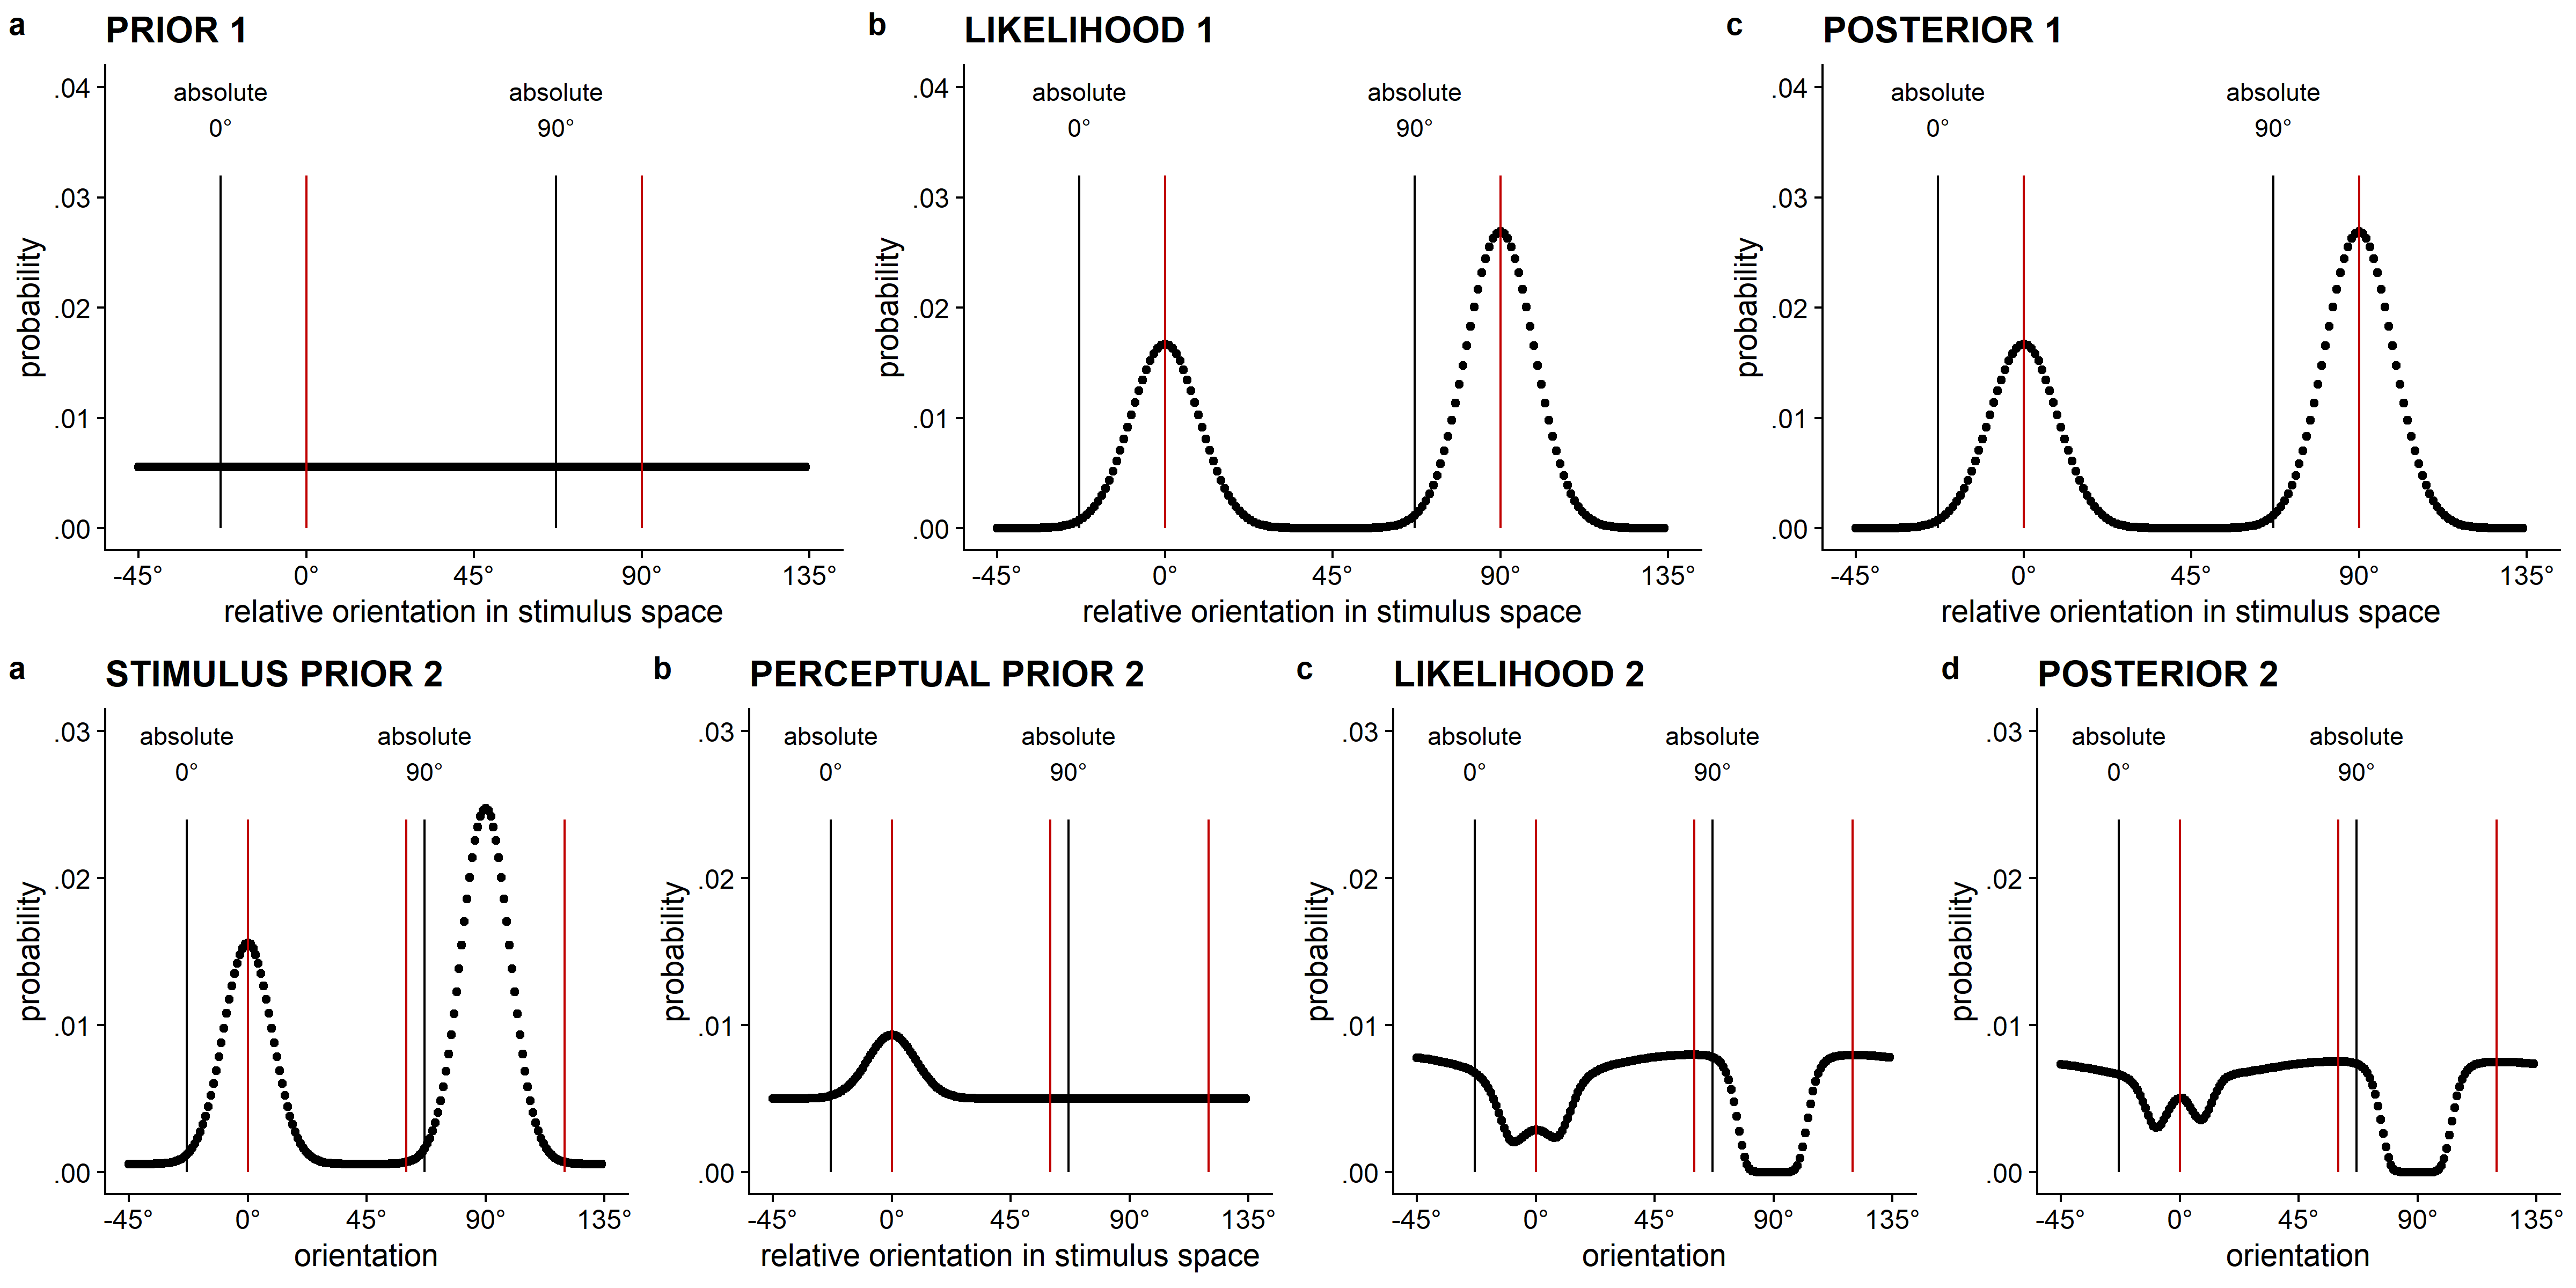 a PRIOR 1
absolute 0°
absolute 90°
.04
.03
.02
.01
.00
probability
-45° 0° 45° 90° 135°
relative orientation in stimulus space
b LIKELIHOOD 1
absolute 0°
absolute 90°
.04
.03
.02
.01
.00
probability
-45° 0° 45° 90° 135°
relative orientation in stimulus space
c POSTERIOR 1
absolute 0°
absolute 90°
.04
.03
.02
.01
.00
probability
-45° 0° 45° 90° 135°
relative orientation in stimulus space
a STIMULUS PRIOR 2
absolute 0°
absolute 90°
.03
.02
.01
.00
probability
-45° 0° 45° 90° 135°
orientation
b PERCEPTUAL PRIOR 2
absolute 0°
absolute 90°
.03
.02
.01
.00
probability
-45° 0° 45° 90° 135°
relative orientation in stimulus space
c LIKELIHOOD 2
absolute 0°
absolute 90°
.03
.02
.01
.00
probability
-45° 0° 45° 90° 135°
orientation
d POSTERIOR 2
absolute 0°
absolute 90°
.03
.02
.01
.00
probability
-45° 0° 45° 90° 135°
orientation